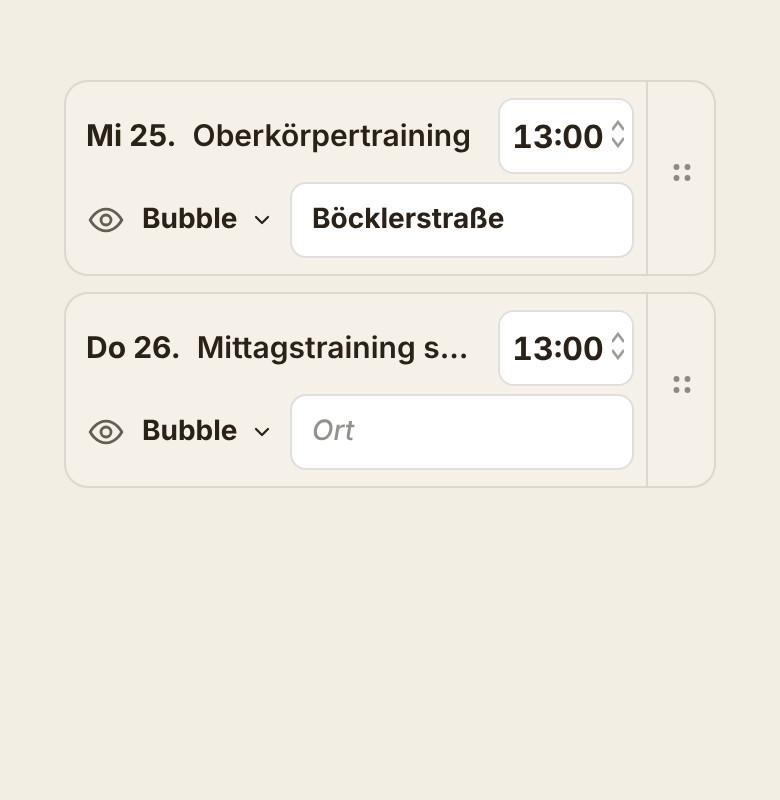 Mi 25. Oberkörpertraining 13:00
Bubble Böcklerstraße
Do 26. Mittagstraining s... 13:00
Bubble Ort